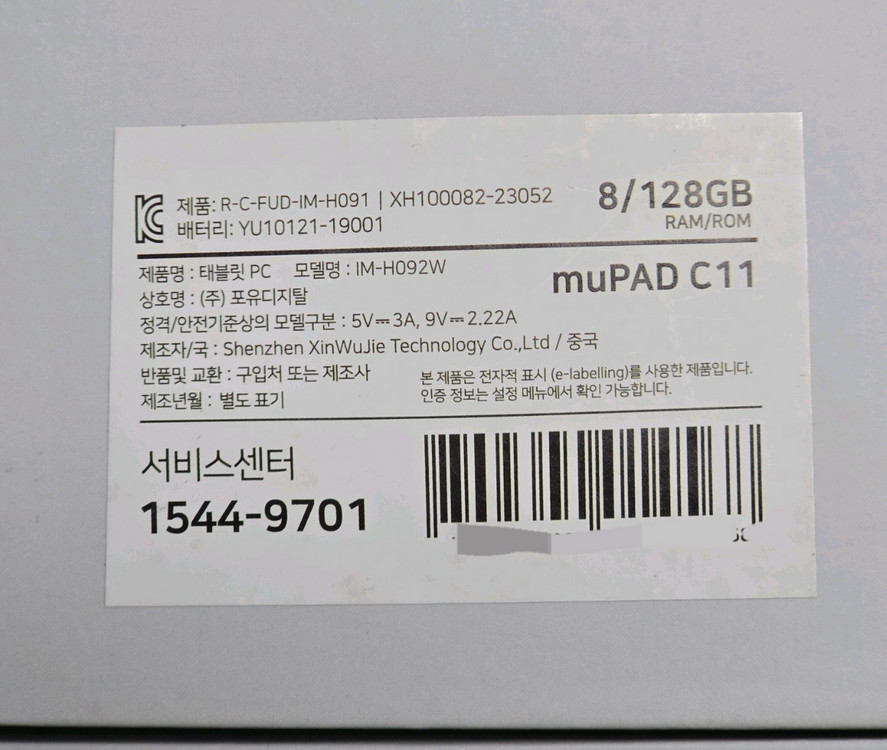 KC 제품: R-C-FUD-IM-H091 | XH100082-23052
배터리: YU10121-19001
8/128GB
RAM/ROM
제품명 : 태블릿 PC 모델명 : IM-H092W
muPAD C11
상호명 : (주) 포유디지탈
정격/안전기준상의 모델구분 : 5V⎓3A, 9V⎓2.22A
제조자/국 : Shenzhen XinWuJie Technology Co.,Ltd / 중국
반품및 교환 : 구입처 또는 제조사
제조년월 : 별도 표기
본 제품은 전자적 표시 (e-labelling)를 사용한 제품입니다.
인증 정보는 설정 메뉴에서 확인 가능합니다.
서비스센터
1544-9701